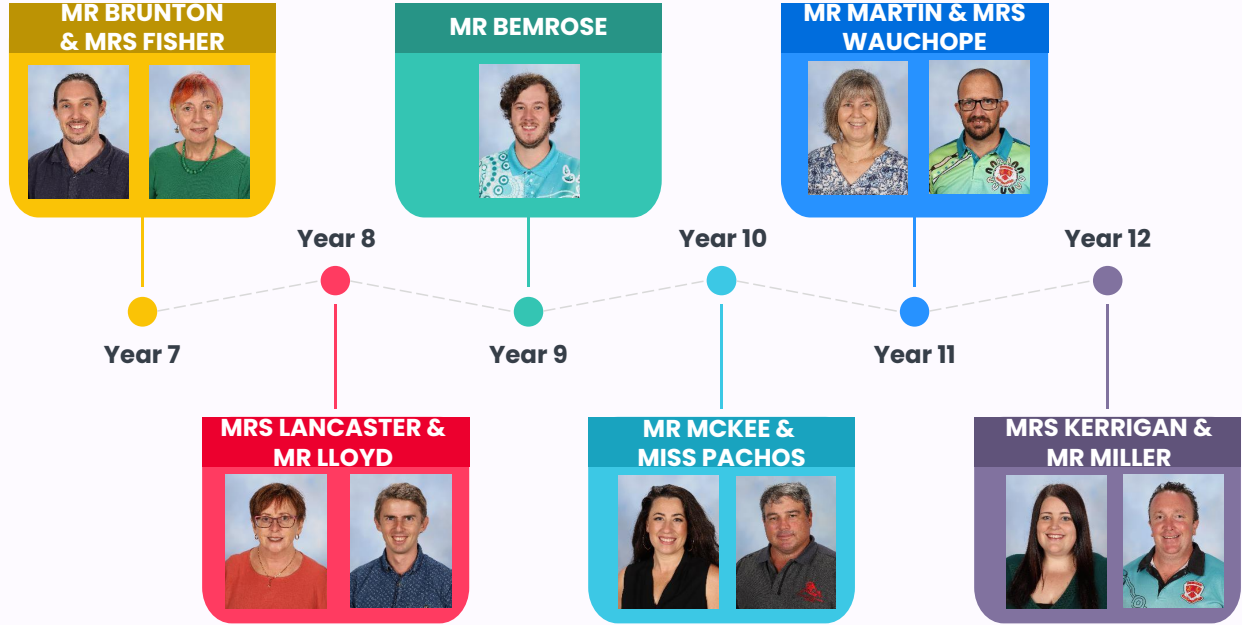 MR BRUNTON
& MRS FISHER
MR BEMROSE
MR MARTIN & MRS
WAUCHOPE
Year 8
Year 10
Year 12
Year 7
Year 9
Year 11
MRS LANCASTER &
MR LLOYD
MR MCKEE &
MISS PACHOS
MRS KERRIGAN &
MR MILLER